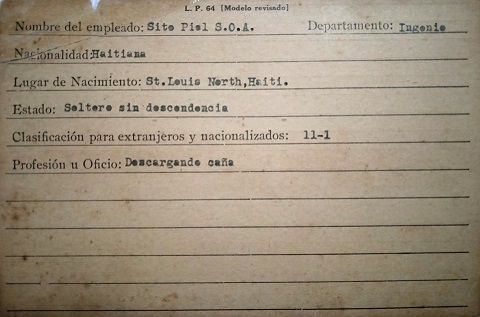 L. P. 64 [Modelo revisado]
Nombre del empleado: Sito Piel S.O.A. Departamento: Ingenio
Nacionalidad: Haitiana
Lugar de Nacimiento: St. Louis North, Haiti.
Estado: Soltero sin descendencia
Clasificación para extranjeros y nacionalizados: 11-1
Profesión u Oficio: Descargando caña